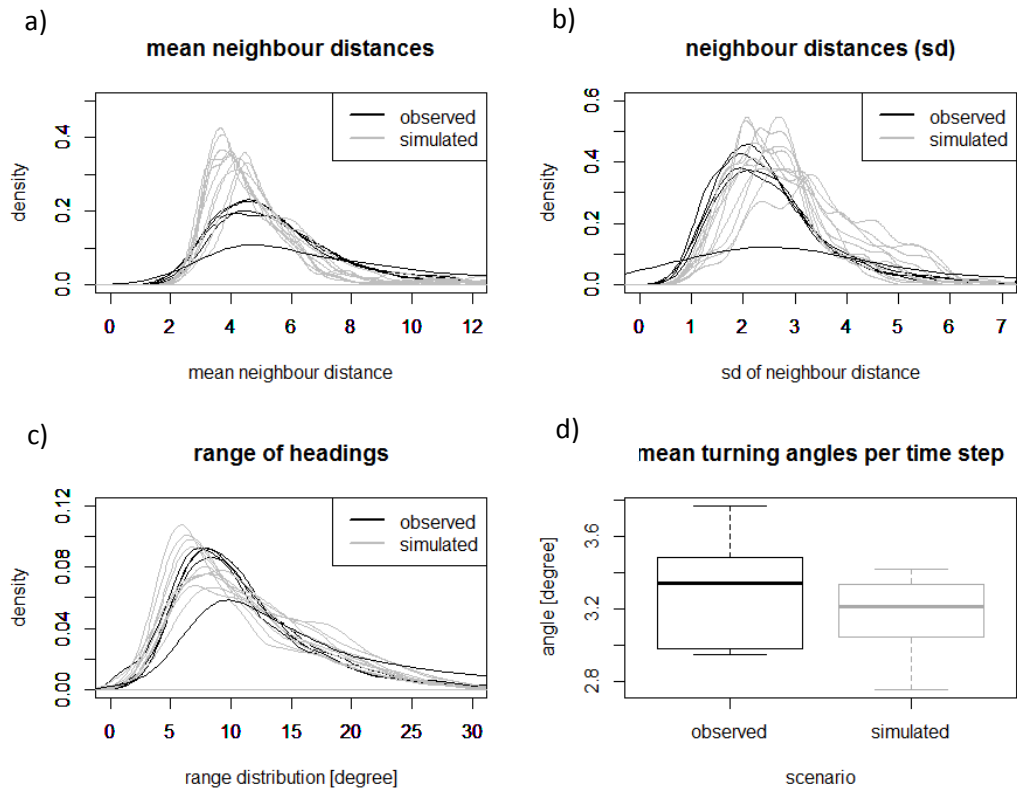 a)
mean neighbour distances
observed
simulated
density
0.0 0.2 0.4
0 2 4 6 8 10 12
mean neighbour distance
b)
neighbour distances (sd)
observed
simulated
density
0.0 0.2 0.4 0.6
0 1 2 3 4 5 6 7
sd of neighbour distance
c)
range of headings
observed
simulated
density
0.00 0.04 0.08 0.12
0 5 10 15 20 25 30
range distribution [degree]
d)
mean turning angles per time step
angle [degree]
2.8 3.2 3.6
observed simulated
scenario